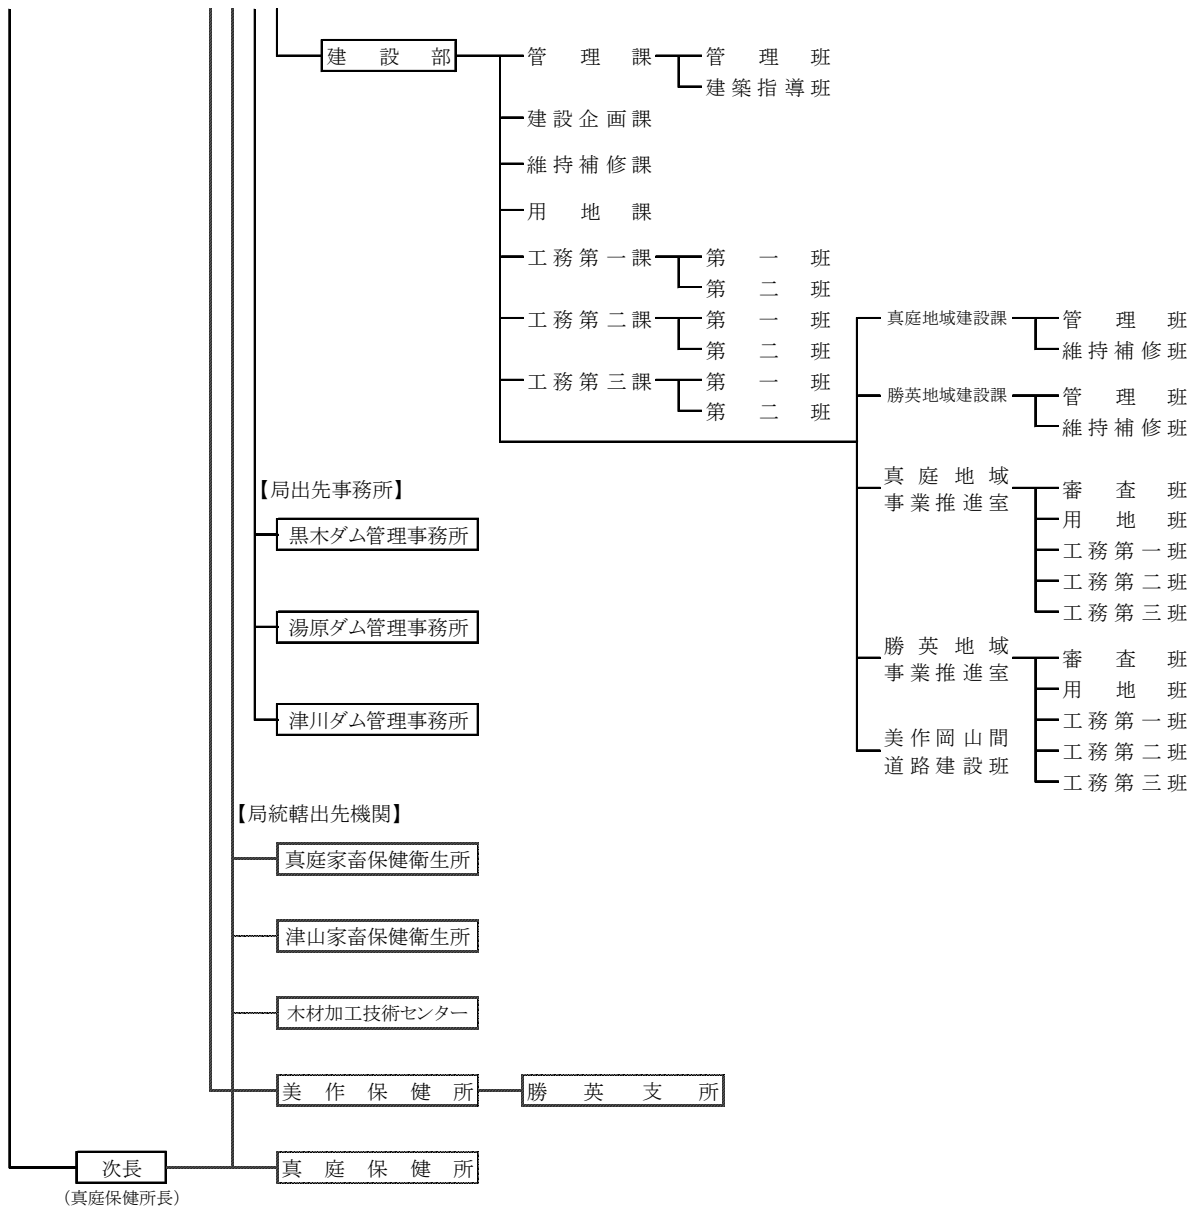 建設部
管理課
管理班
建築指導班
建設企画課
維持補修課
用地課
工務第一課
第一班
第二班
工務第二課
第一班
第二班
工務第三課
第一班
第二班
真庭地域建設課
管理班
維持補修班
勝英地域建設課
管理班
維持補修班
真庭地域
事業推進室
審査班
用地班
工務第一班
工務第二班
工務第三班
勝英地域
事業推進室
審査班
用地班
工務第一班
工務第二班
工務第三班
美作岡山間
道路建設班
【局出先事務所】
黒木ダム管理事務所
湯原ダム管理事務所
津川ダム管理事務所
【局統轄出先機関】
真庭家畜保健衛生所
津山家畜保健衛生所
木材加工技術センター
美作保健所
勝英支所
次長
(真庭保健所長)
真庭保健所